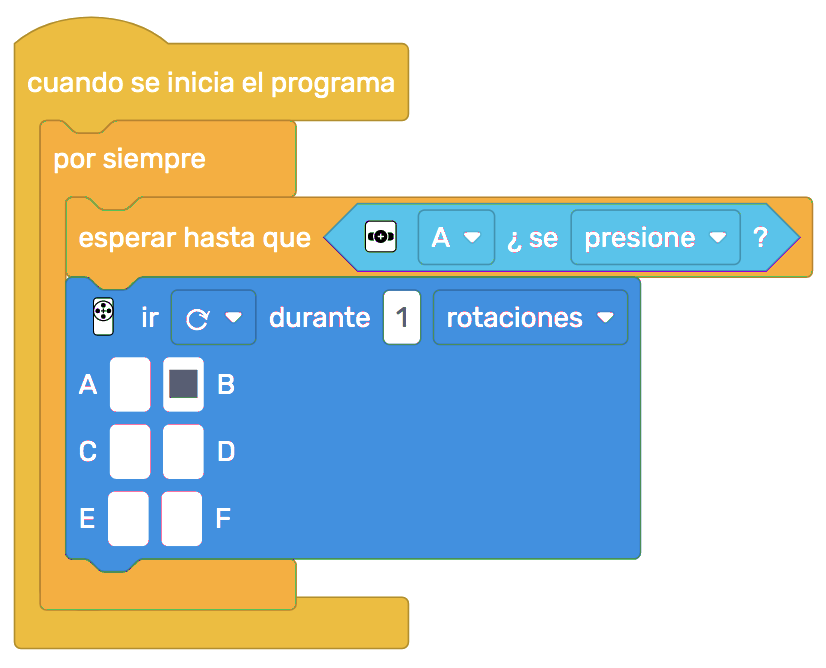 cuando se inicia el programa
por siempre
esperar hasta que A ¿ se presione ?
ir durante 1 rotaciones
A B
C D
E F